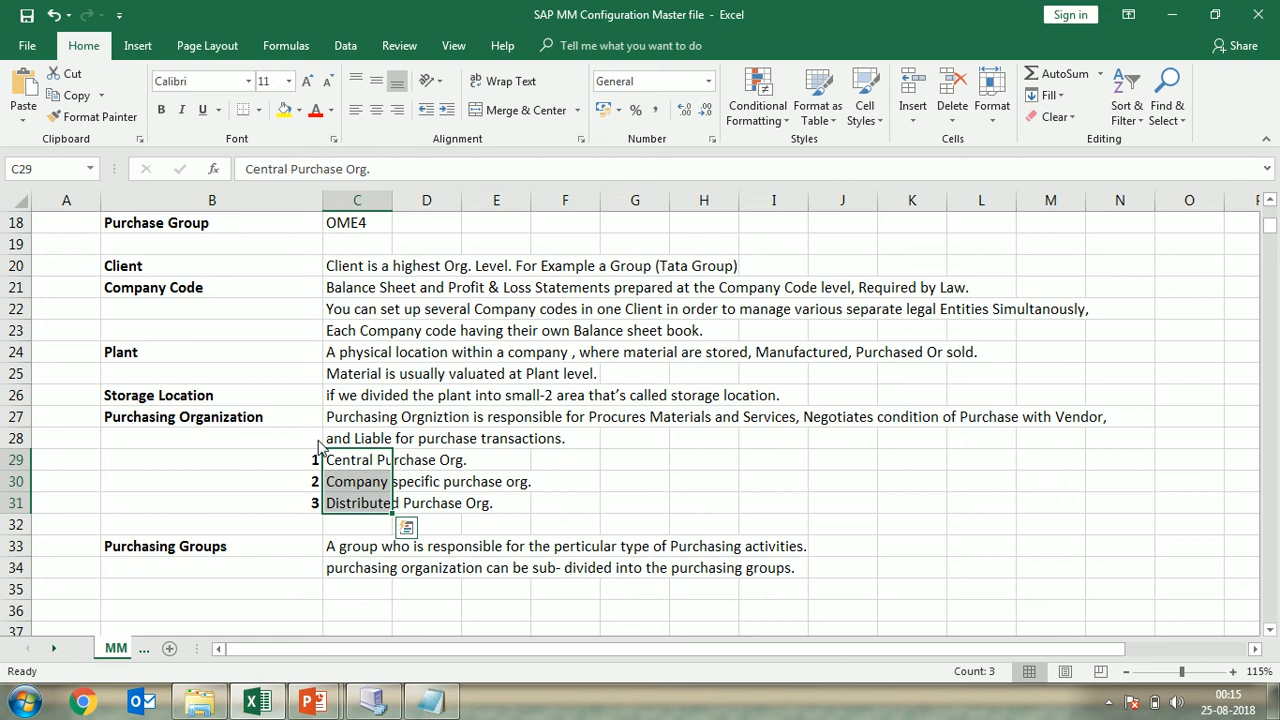 SAP MM Configuration Master file - Excel
Sign in
File Home Insert Page Layout Formulas Data Review View Help Tell me what you want to do Share
Paste
Cut
Copy
Format Painter
Clipboard
Calibri 11
B I U
Font
Wrap Text
Merge & Center
Alignment
General
Number
Conditional Formatting
Format as Table
Cell Styles
Styles
Insert
Delete
Format
Cells
AutoSum
Fill
Clear
Sort & Filter
Find & Select
Editing
C29
fx
Central Purchase Org.
A B C D E F G H I J K L M N O P
18 Purchase Group OME4
19
20 Client Client is a highest Org. Level. For Example a Group (Tata Group)
21 Company Code Balance Sheet and Profit & Loss Statements prepared at the Company Code level, Required by Law.
22 You can set up several Company codes in one Client in order to manage various separate legal Entities Simultanously,
23 Each Company code having their own Balance sheet book.
24 Plant A physical location within a company , where material are stored, Manufactured, Purchased Or sold.
25 Material is usually valuated at Plant level.
26 Storage Location if we divided the plant into small-2 area that's called storage location.
27 Purchasing Organization Purchasing Orgniztion is responsible for Procures Materials and Services, Negotiates condition of Purchase with Vendor,
28 and Liable for purchase transactions.
29 1 Central Purchase Org.
30 2 Company specific purchase org.
31 3 Distributed Purchase Org.
32
33 Purchasing Groups A group who is responsible for the perticular type of Purchasing activities.
34 purchasing organization can be sub- divided into the purchasing groups.
35
36
37
MM ...
Ready
Count: 3
115%
00:15
25-08-2018